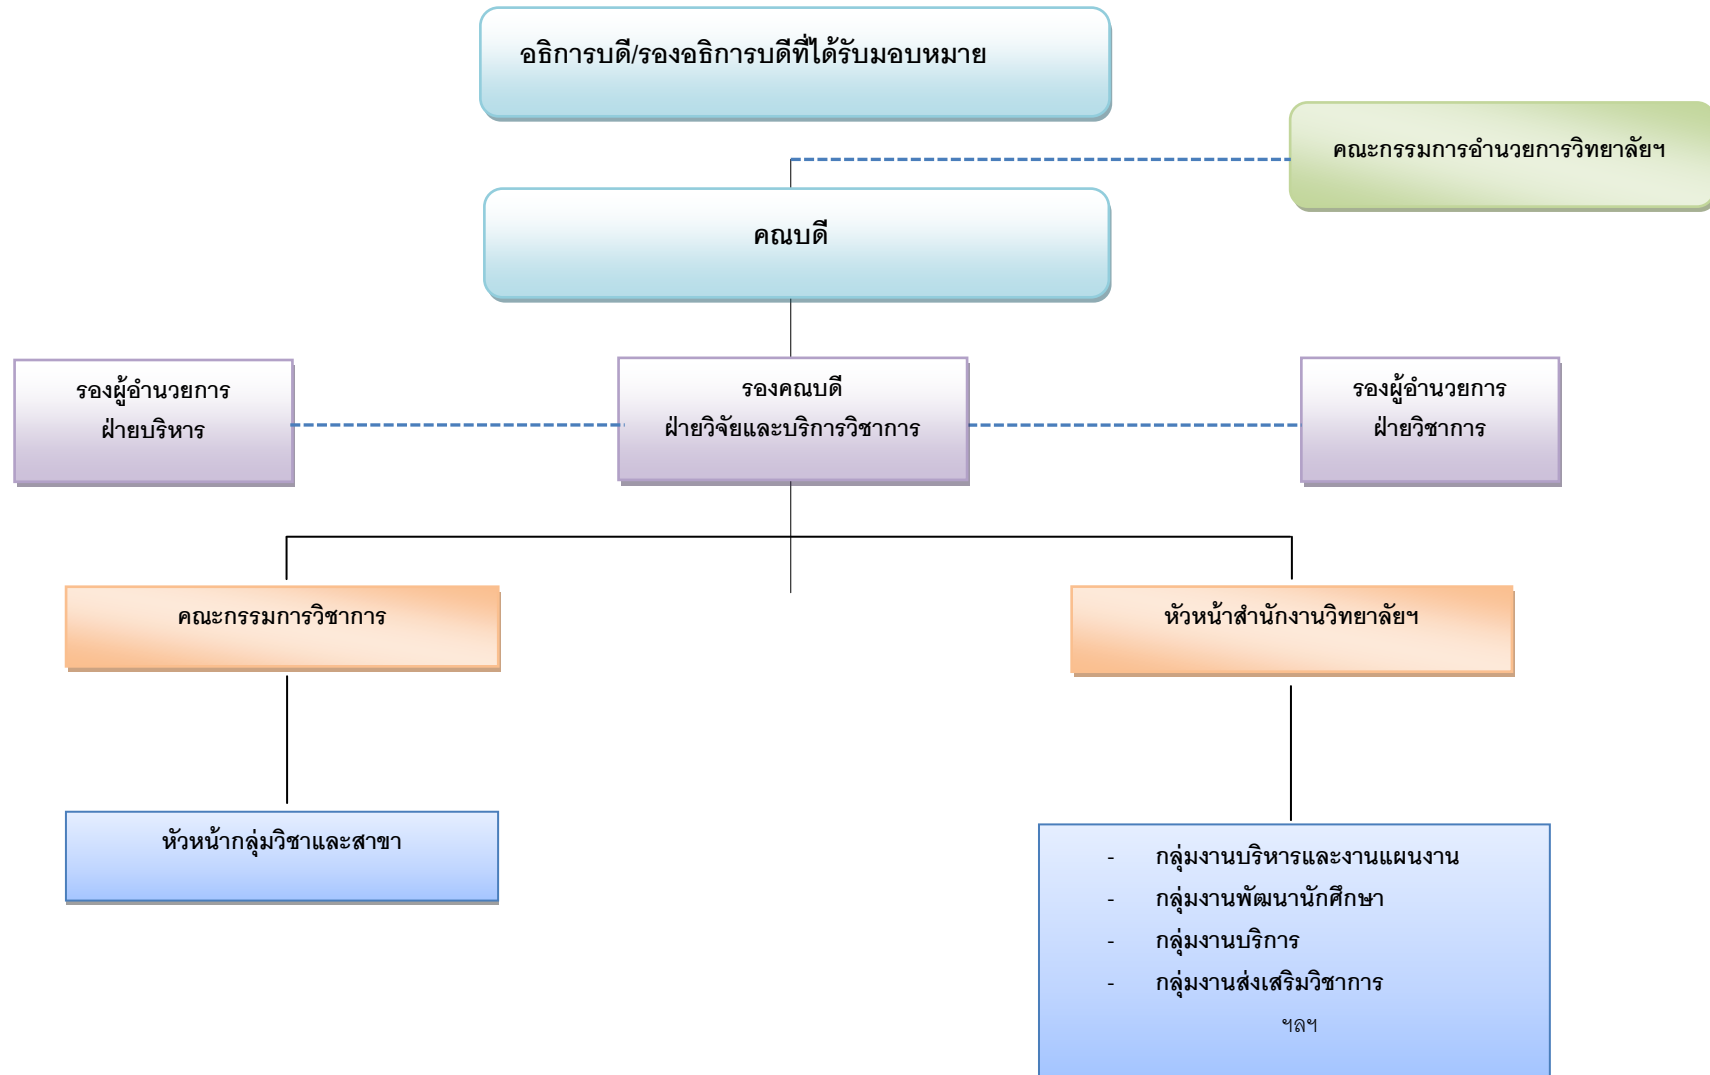 อธิการบดี/รองอธิการบดีที่ได้รับมอบหมาย
คณะกรรมการอำนวยการวิทยาลัยฯ
คณบดี
รองผู้อำนวยการ
ฝ่ายบริหาร
รองคณบดี
ฝ่ายวิจัยและบริการวิชาการ
รองผู้อำนวยการ
ฝ่ายวิชาการ
คณะกรรมการวิชาการ
หัวหน้าสำนักงานวิทยาลัยฯ
หัวหน้ากลุ่มวิชาและสาขา
- กลุ่มงานบริหารและงานแผนงาน
- กลุ่มงานพัฒนานักศึกษา
- กลุ่มงานบริการ
- กลุ่มงานส่งเสริมวิชาการ
ฯลฯ